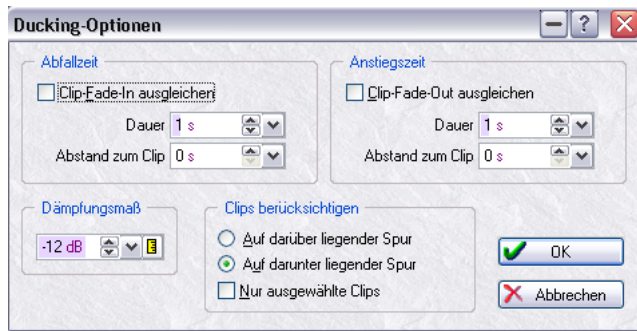 Ducking-Optionen
Abfallzeit
Clip-Fade-In ausgleichen
Dauer 1 s
Abstand zum Clip 0 s
Anstiegszeit
Clip-Fade-Out ausgleichen
Dauer 1 s
Abstand zum Clip 0 s
Dämpfungsmaß
-12 dB
Clips berücksichtigen
Auf darüber liegender Spur
Auf darunter liegender Spur
Nur ausgewählte Clips
OK
Abbrechen